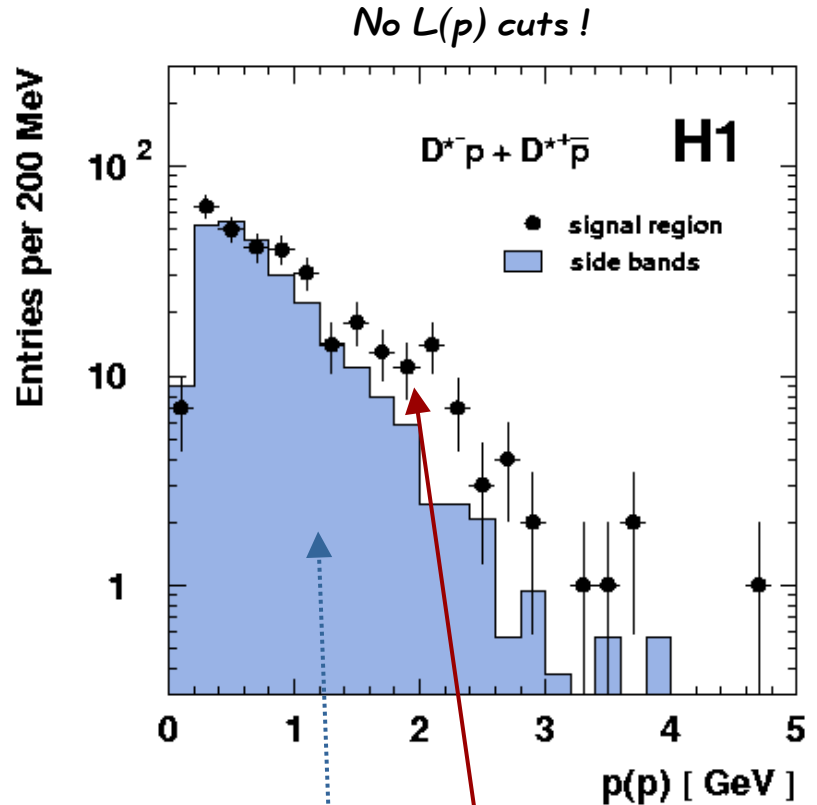 No L(p) cuts !
Entries per 200 MeV
10²
10
1
D*⁻p + D*⁺p̄
H1
signal region
side bands
0 1 2 3 4 5
p(p) [ GeV ]